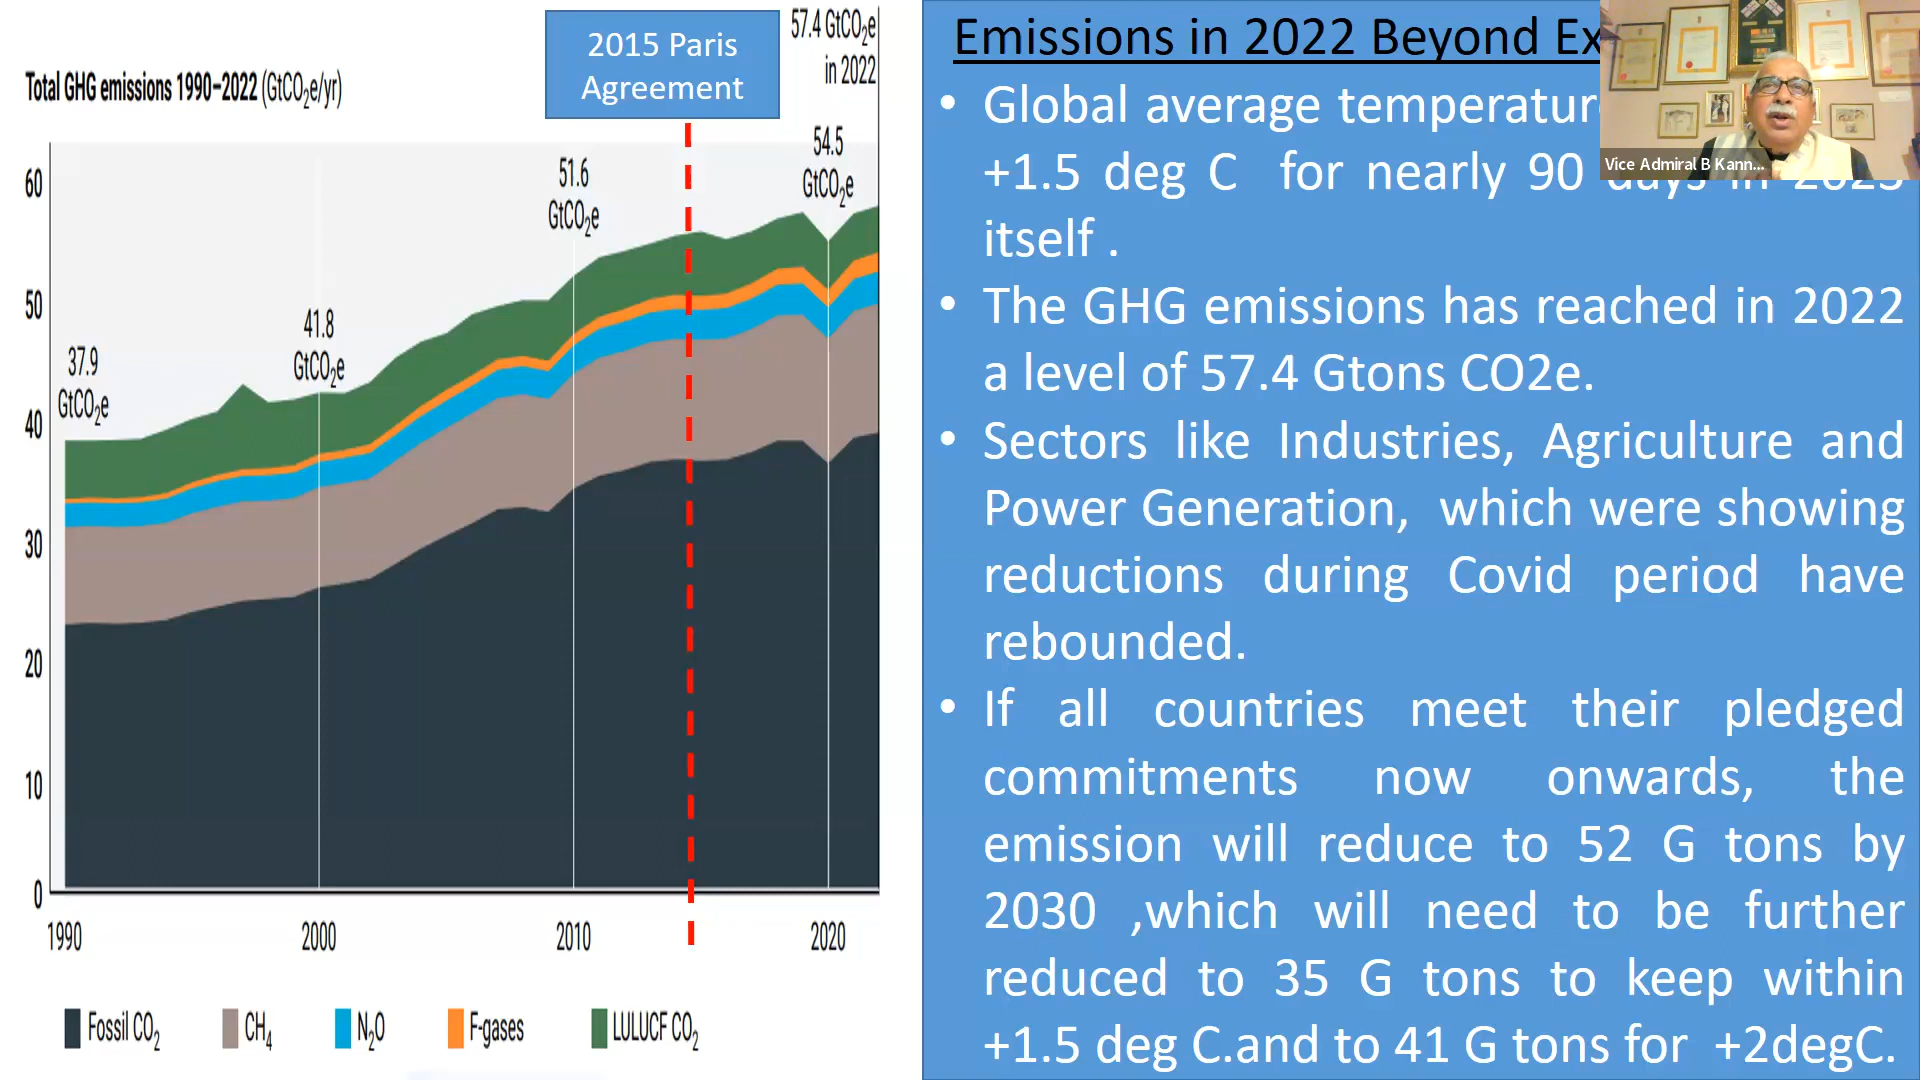 2015 Paris
Agreement
57.4 GtCO₂e
in 2022
Total GHG emissions 1990–2022 (GtCO₂e/yr)
54.5
GtCO₂e
51.6
GtCO₂e
41.8
GtCO₂e
37.9
GtCO₂e
60
50
40
30
20
10
0
1990
2000
2010
2020
Fossil CO₂
CH₄
N₂O
F-gases
LULUCF CO₂
Emissions in 2022 Beyond
• Global average
+1.5 deg C for nearly 90 days in 2023
itself .
• The GHG emissions has reached in 2022
a level of 57.4 Gtons CO2e.
• Sectors like Industries, Agriculture and
Power Generation, which were showing
reductions during Covid period have
rebounded.
• If all countries meet their pledged
commitments now onwards, the
emission will reduce to 52 G tons by
2030 ,which will need to be further
reduced to 35 G tons to keep within
+1.5 deg C.and to 41 G tons for +2degC.
Vice Admiral B Kann...